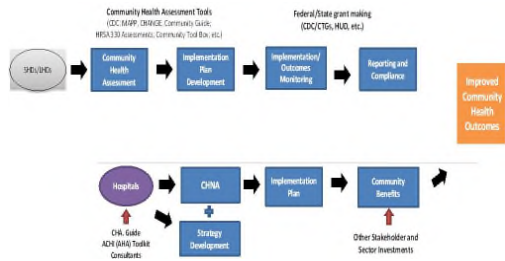 Community Health Assessment Tools
(CDC: MAPP, CHANGE, Community Guide;
HRSA 330 Assessments, Community Tool Box, etc.)
Federal/State grant making
(CDC/CTGs, HUD, etc.)
SHDs/LHDs
Community
Health
Assessment
Implementation
Plan
Development
Implementation/
Outcomes
Monitoring
Reporting and
Compliance
Improved
Community
Health
Outcomes
Hospitals
CHNA
Implementation
Plan
Community
Benefits
Strategy
Development
CHA. Guide
ACHI (AHA) Toolkit
Consultants
Other Stakeholder and
Sector Investments